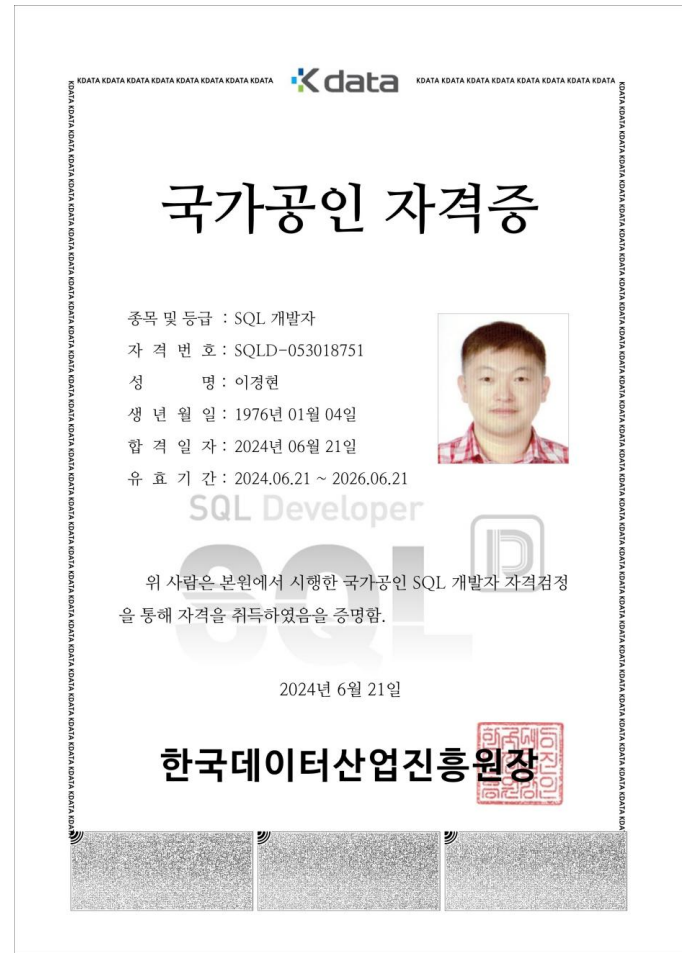 KDATA KDATA KDATA KDATA KDATA KDATA KDATA KDATA
K data
KDATA KDATA KDATA KDATA KDATA KDATA KDATA KDATA
국가공인 자격증
종목 및 등급 : SQL 개발자
자 격 번 호 : SQLD-053018751
성 명 : 이경현
생 년 월 일 : 1976년 01월 04일
합 격 일 자 : 2024년 06월 21일
유 효 기 간 : 2024.06.21 ~ 2026.06.21
SQL Developer
SQL
D
위 사람은 본원에서 시행한 국가공인 SQL 개발자 자격검정
을 통해 자격을 취득하였음을 증명함.
2024년 6월 21일
한국데이터산업진흥원장